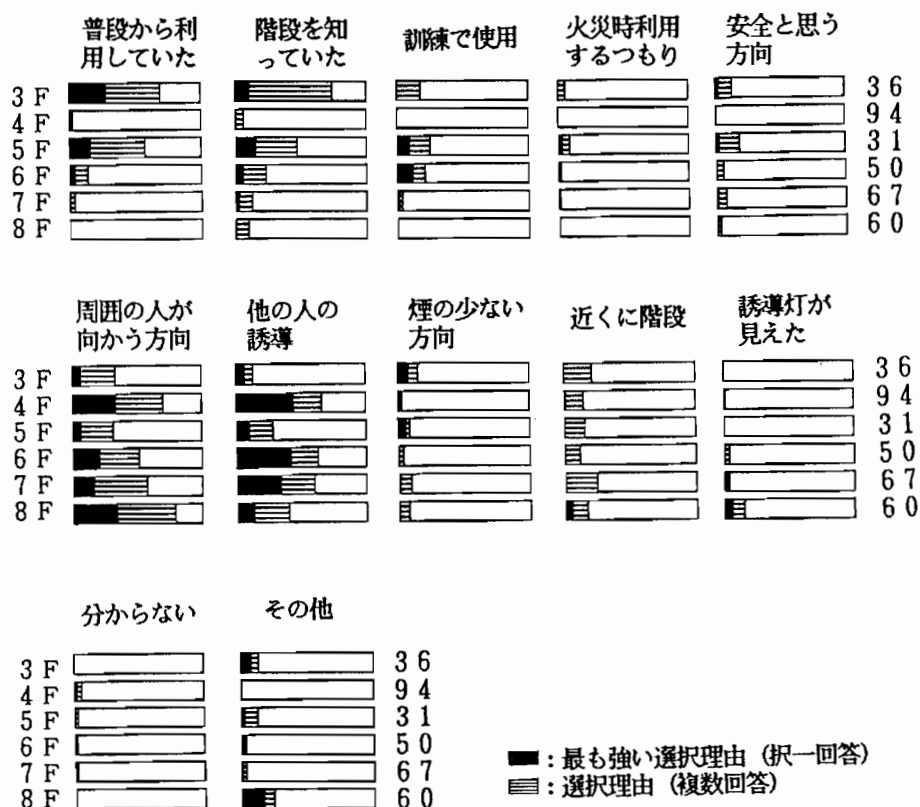 普段から利
用していた
階段を知
っていた
訓練で使用
火災時利用
するつもり
安全と思う
方向
3 F 3 6
4 F 9 4
5 F 3 1
6 F 5 0
7 F 6 7
8 F 6 0
周囲の人が
向かう方向
他の人の
誘導
煙の少ない
方向
近くに階段
誘導灯が
見えた
3 F 3 6
4 F 9 4
5 F 3 1
6 F 5 0
7 F 6 7
8 F 6 0
分からない
その他
3 F 3 6
4 F 9 4
5 F 3 1
6 F 5 0
7 F 6 7
8 F 6 0
：最も強い選択理由（択一回答）
：選択理由（複数回答）